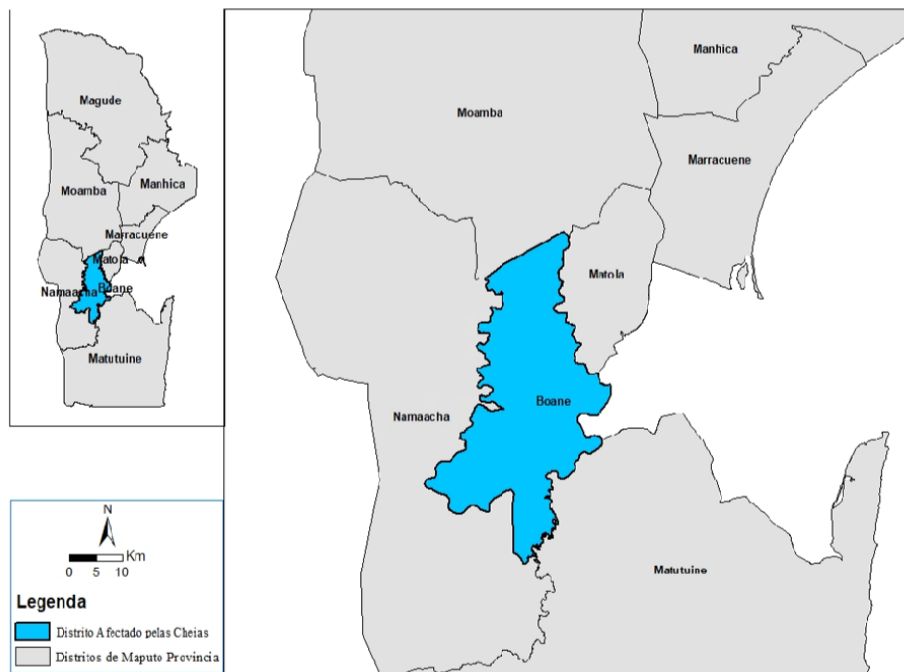 Magude
Moamba
Manhica
Marracuene
Matola
Namaacha
Boane
Matutuine
Manhica
Moamba
Marracuene
Matola
Boane
Namaacha
Matutuine
N
Km
0 5 10
Legenda
Distrito Afectado pelas Cheias
Distritos de Maputo Provincia